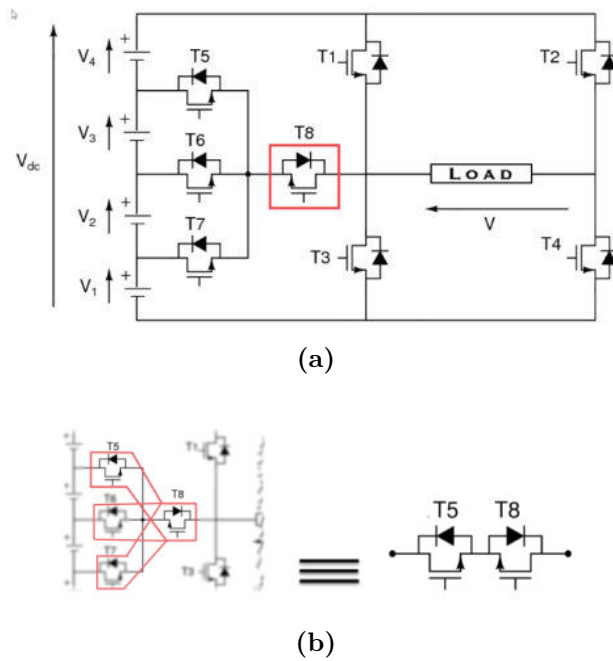 V4 + T5 T1 T2
V3 + T6 T8
Vdc LOAD
V2 + T7 V
T3 T4
V1 +
(a)
+ T5 T1
+ T6 T8
+ T7 T3
T5 T8
(b)